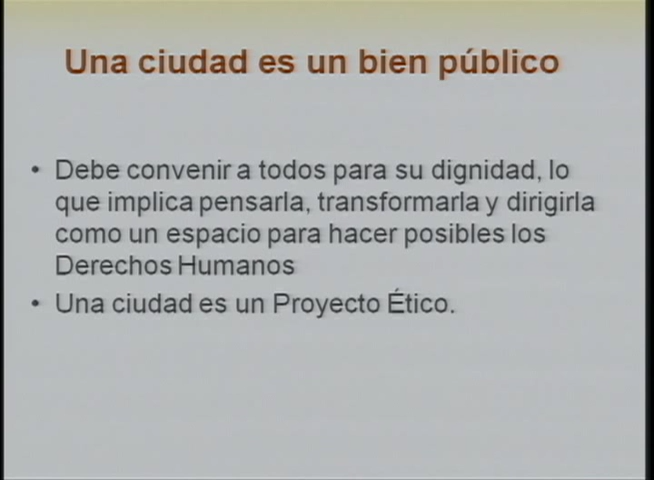 Una ciudad es un bien público
• Debe convenir a todos para su dignidad, lo
que implica pensarla, transformarla y dirigirla
como un espacio para hacer posibles los
Derechos Humanos
• Una ciudad es un Proyecto Ético.